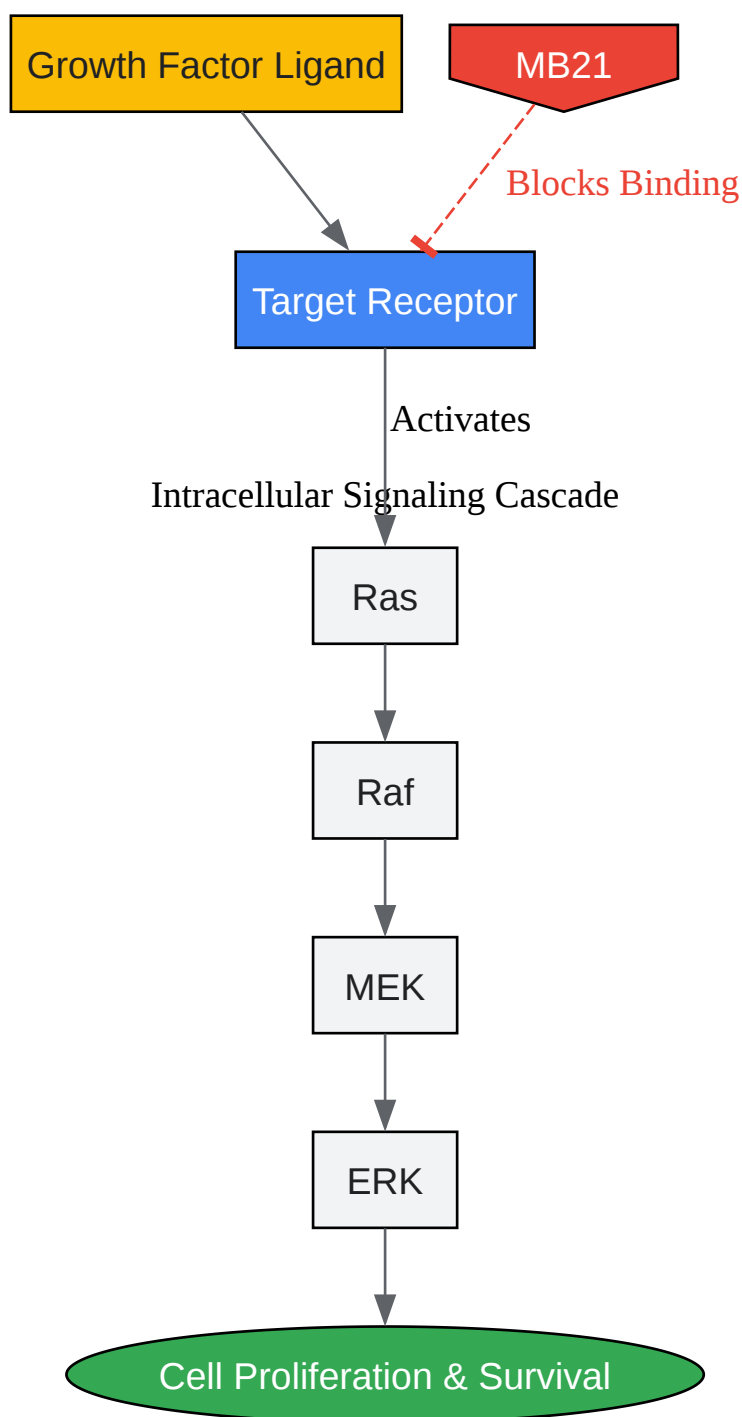 Growth Factor Ligand
MB21
Blocks Binding
Target Receptor
Activates
Intracellular Signaling Cascade
Ras
Raf
MEK
ERK
Cell Proliferation & Survival